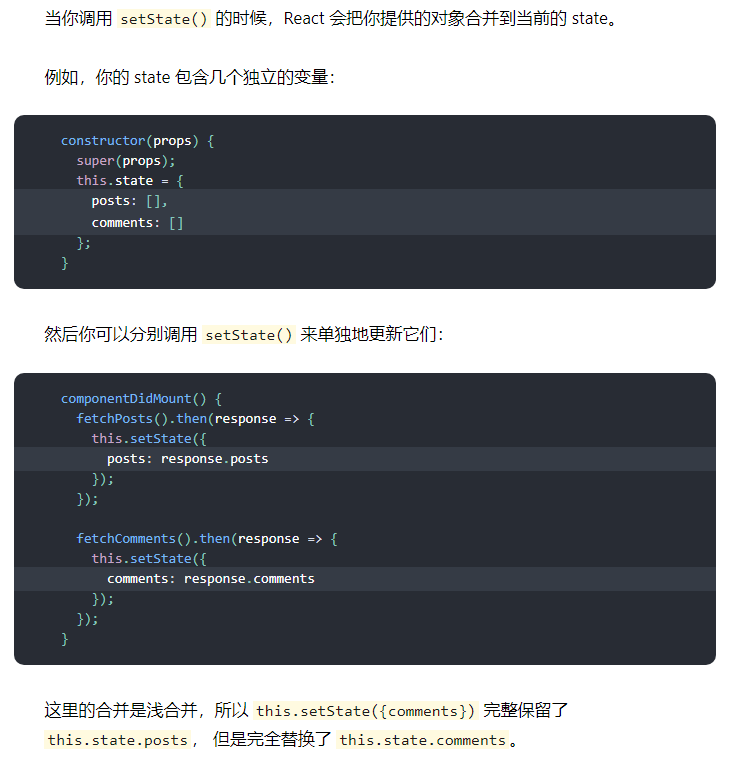 当你调用 setState() 的时候，React 会把你提供的对象合并到当前的 state。
例如，你的 state 包含几个独立的变量：
constructor(props) {
  super(props);
  this.state = {
    posts: [],
    comments: []
  };
}
然后你可以分别调用 setState() 来单独地更新它们：
componentDidMount() {
  fetchPosts().then(response => {
    this.setState({
      posts: response.posts
    });
  });

  fetchComments().then(response => {
    this.setState({
      comments: response.comments
    });
  });
}
这里的合并是浅合并，所以 this.setState({comments}) 完整保留了
this.state.posts， 但是完全替换了 this.state.comments。